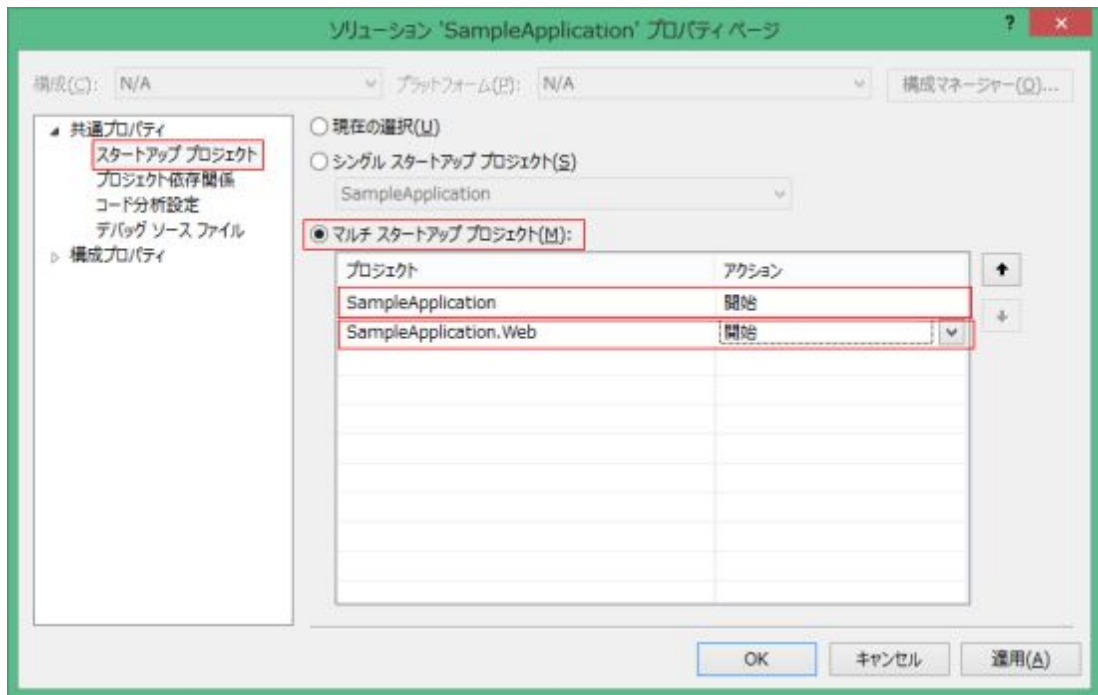 ソリューション 'SampleApplication' プロパティ ページ
?
構成(C): N/A プラットフォーム(P): N/A 構成マネージャー(O)...
共通プロパティ
スタートアップ プロジェクト
プロジェクト依存関係
コード分析設定
デバッグ ソース ファイル
構成プロパティ
現在の選択(U)
シングル スタートアップ プロジェクト(S)
SampleApplication
マルチ スタートアップ プロジェクト(M):
プロジェクト アクション
SampleApplication 開始
SampleApplication.Web 開始
OK キャンセル 適用(A)